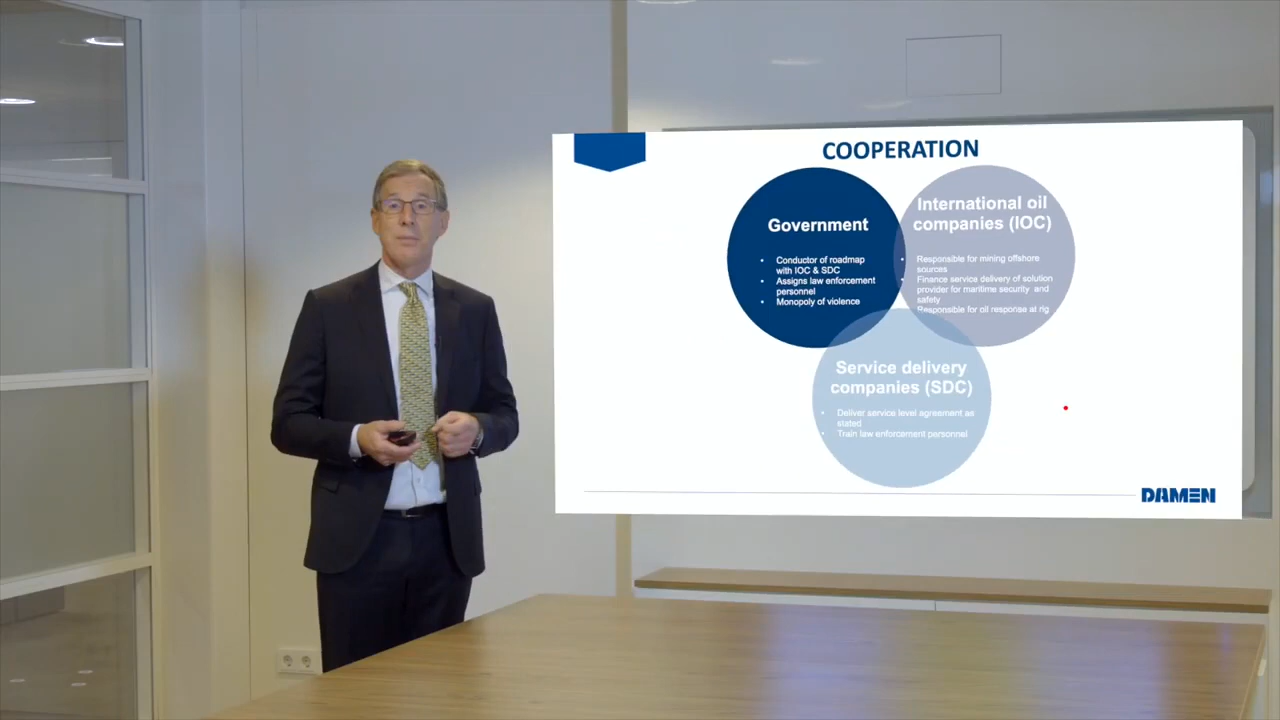 COOPERATION
Government
• Conductor of roadmap
with IOC & SDC
• Assigns law enforcement
personnel
• Monopoly of violence
International oil
companies (IOC)
• Responsible for mining offshore
sources
• Finance service delivery of solution
provider for maritime security and
safety
• Responsible for oil response at rig
Service delivery
companies (SDC)
• Deliver service level agreement as
stated
• Train law enforcement personnel
DAMEN